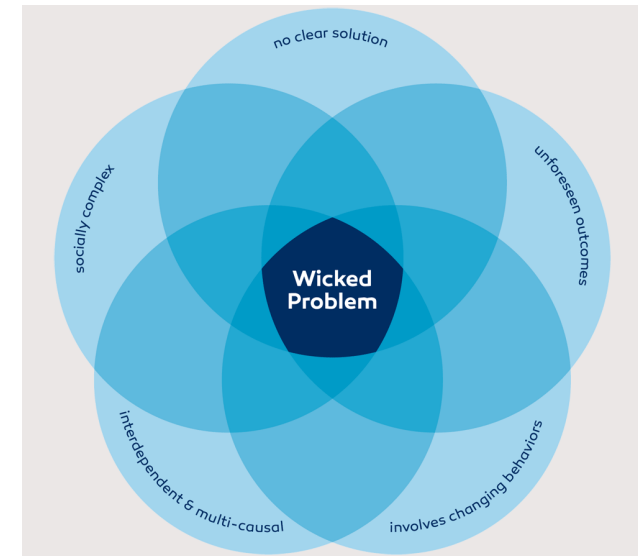 no clear solution
unforeseen outcomes
socially complex
Wicked
Problem
interdependent & multi-causal
involves changing behaviors